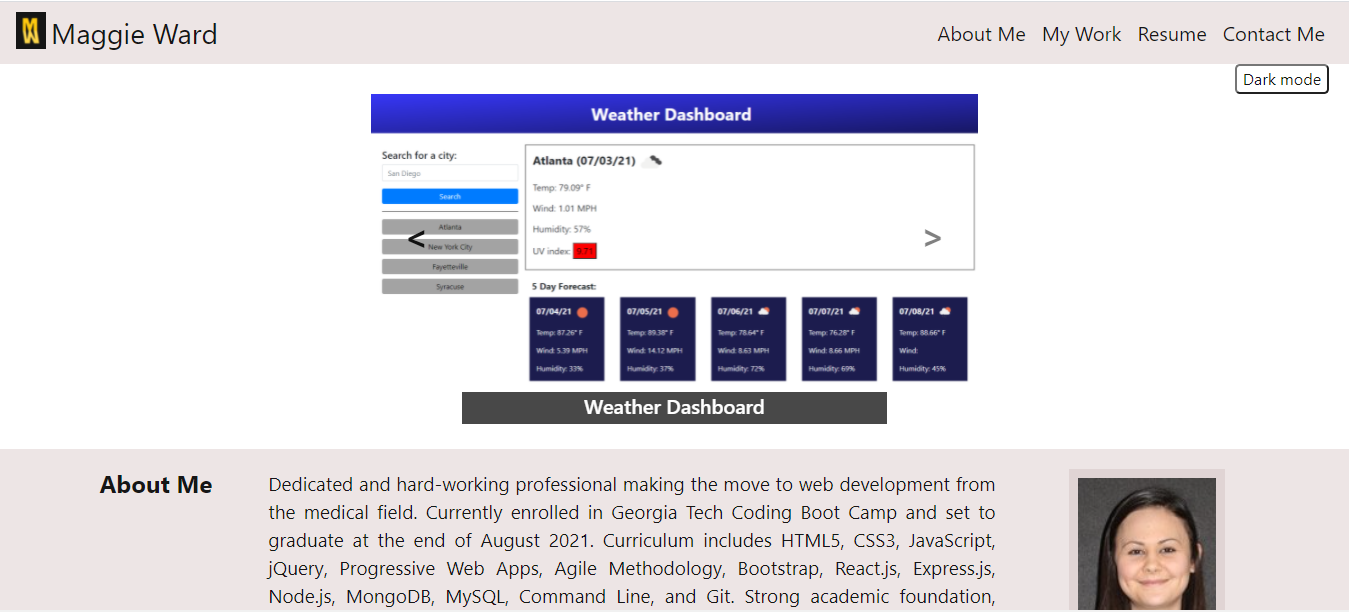 Maggie Ward
About Me My Work Resume Contact Me
Dark mode
Weather Dashboard
Search for a city:
San Diego
Search
Atlanta
New York City
Fayetteville
Syracuse
Atlanta (07/03/21)
Temp: 79.09° F
Wind: 1.01 MPH
Humidity: 57%
UV index: 9.71
<
>
5 Day Forecast:
07/04/21
Temp: 87.26° F
Wind: 5.39 MPH
Humidity: 33%
07/05/21
Temp: 89.38° F
Wind: 14.12 MPH
Humidity: 37%
07/06/21
Temp: 78.64° F
Wind: 8.63 MPH
Humidity: 72%
07/07/21
Temp: 76.28° F
Wind: 8.66 MPH
Humidity: 69%
07/08/21
Temp: 88.66° F
Wind:
Humidity: 45%
Weather Dashboard
About Me
Dedicated and hard-working professional making the move to web development from
the medical field. Currently enrolled in Georgia Tech Coding Boot Camp and set to
graduate at the end of August 2021. Curriculum includes HTML5, CSS3, JavaScript,
jQuery, Progressive Web Apps, Agile Methodology, Bootstrap, React.js, Express.js,
Node.js, MongoDB, MySQL, Command Line, and Git. Strong academic foundation,